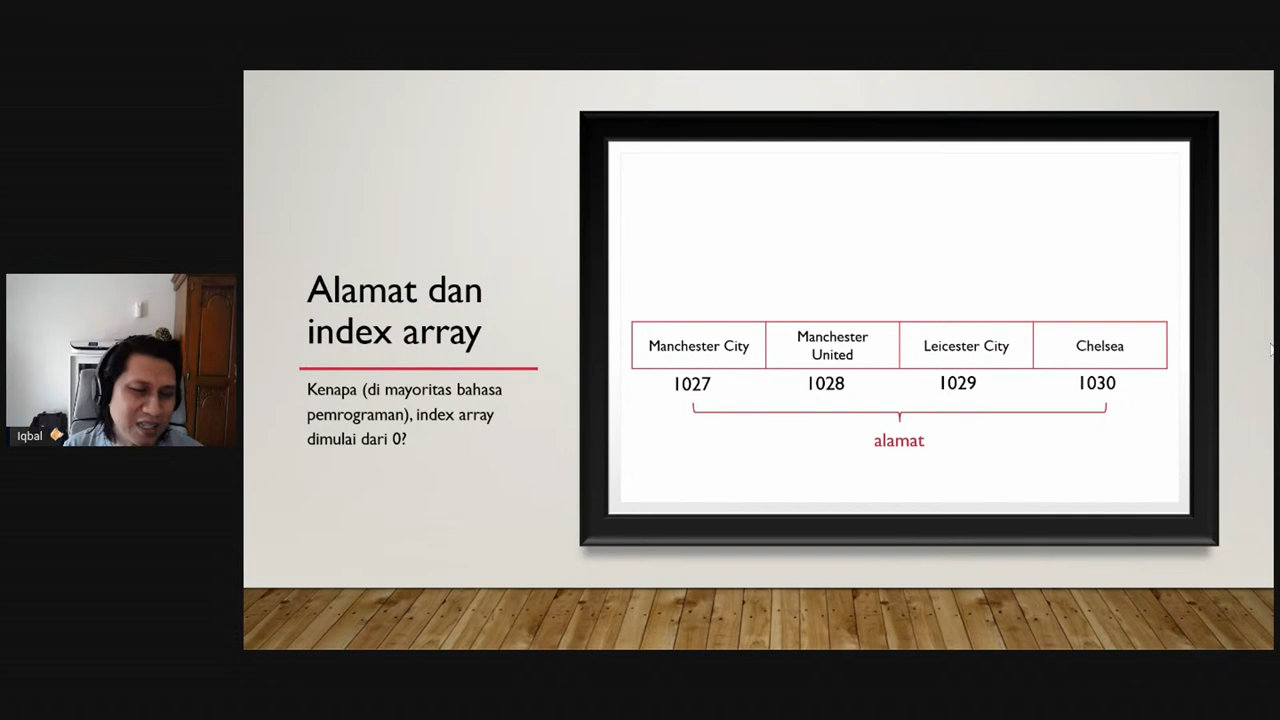 Alamat dan
index array
Kenapa (di mayoritas bahasa
pemrograman), index array
dimulai dari 0?
Manchester City
Manchester
United
Leicester City
Chelsea
1027
1028
1029
1030
alamat
Iqbal